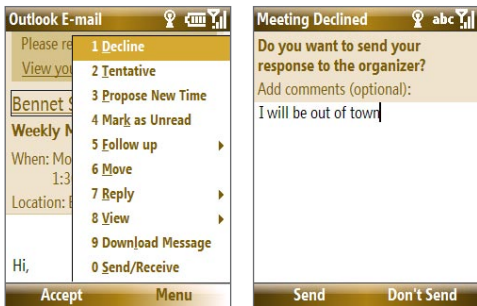 Outlook E-mail
Please re
View you
Bennet S
Weekly M
When: Mo
1:3
Location: B
Hi,
1 Decline
2 Tentative
3 Propose New Time
4 Mark as Unread
5 Follow up
6 Move
7 Reply
8 View
9 Download Message
0 Send/Receive
Accept Menu
Meeting Declined abc
Do you want to send your
response to the organizer?
Add comments (optional):
I will be out of town
Send Don't Send